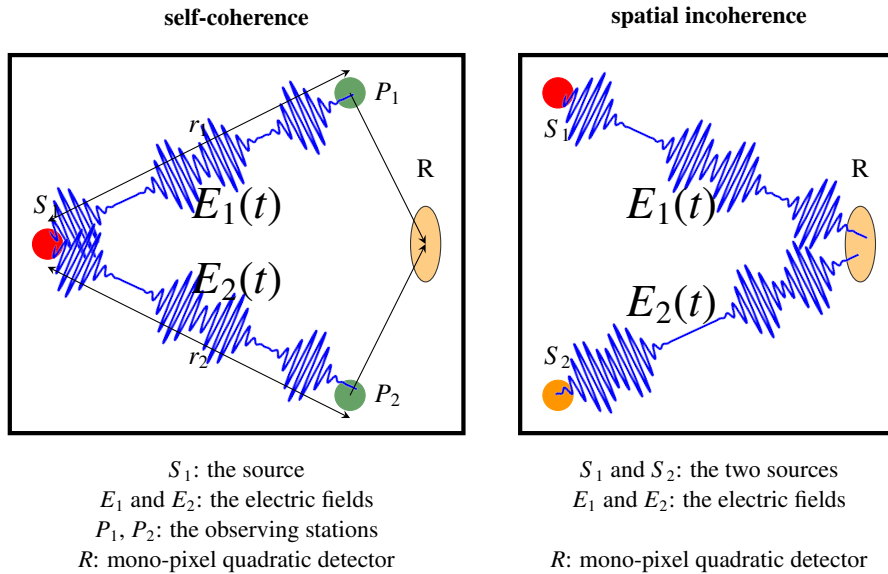 self-coherence
spatial incoherence
P₁
r₁
R
S
E₁(t)
E₂(t)
r₂
P₂
S₁
R
E₁(t)
E₂(t)
S₂
S₁: the source
E₁ and E₂: the electric fields
P₁, P₂: the observing stations
R: mono-pixel quadratic detector
S₁ and S₂: the two sources
E₁ and E₂: the electric fields
R: mono-pixel quadratic detector